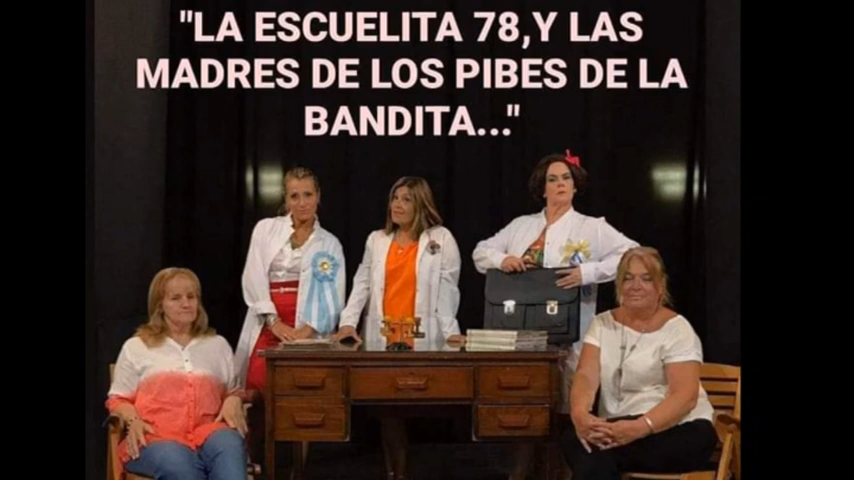 "LA ESCUELITA 78,Y LAS
MADRES DE LOS PIBES DE LA
BANDITA..."